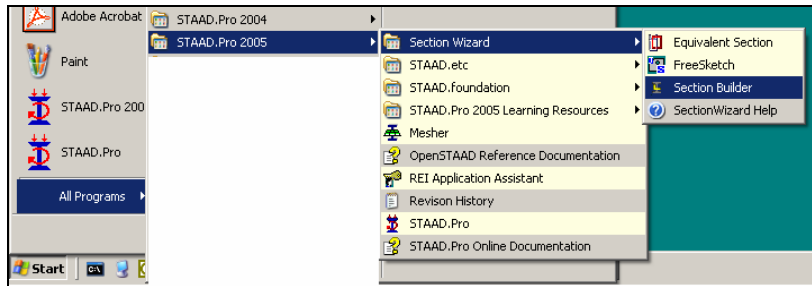 Adobe Acrobat
STAAD.Pro 2004
STAAD.Pro 2005
Section Wizard
Equivalent Section
Paint
STAAD.etc
FreeSketch
STAAD.foundation
Section Builder
STAAD.Pro 200
STAAD.Pro 2005 Learning Resources
SectionWizard Help
Mesher
STAAD.Pro
OpenSTAAD Reference Documentation
REI Application Assistant
All Programs
Revison History
STAAD.Pro
STAAD.Pro Online Documentation
Start